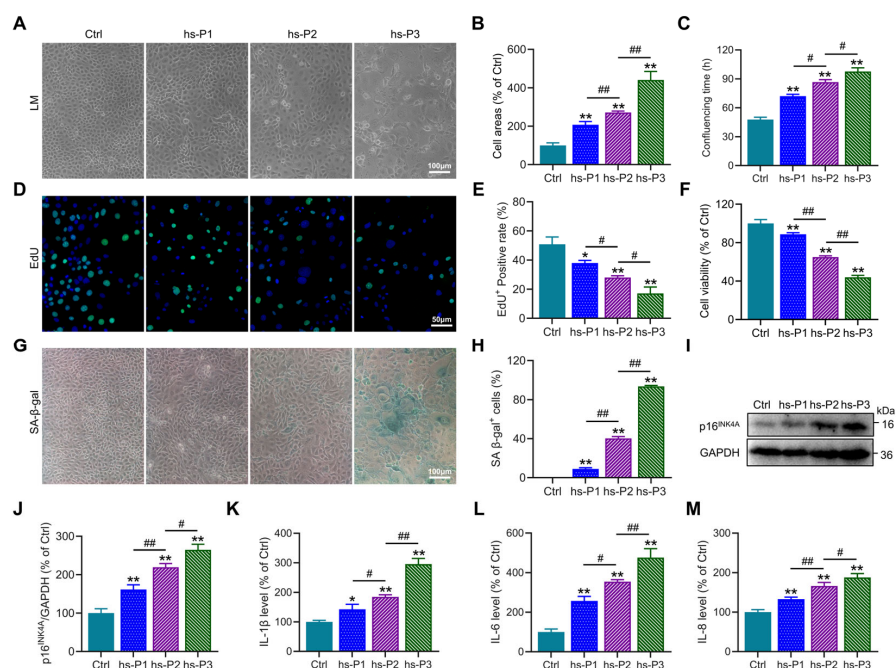 A
Ctrl
hs-P1
hs-P2
hs-P3
LM
100μm
B
Cell areas (% of Ctrl)
600
400
200
0
**
**
**
##
##
Ctrl hs-P1 hs-P2 hs-P3
C
Confluencing time (h)
120
90
60
30
0
**
**
**
#
#
Ctrl hs-P1 hs-P2 hs-P3
D
EdU
50μm
E
EdU+ Positive rate (%)
80
60
40
20
0
*
**
**
#
#
Ctrl hs-P1 hs-P2 hs-P3
F
Cell viability (% of Ctrl)
120
80
40
0
**
**
**
##
##
Ctrl hs-P1 hs-P2 hs-P3
G
SA-β-gal
100μm
H
SA β-gal+ cells (%)
120
80
40
0
**
**
**
##
##
Ctrl hs-P1 hs-P2 hs-P3
I
Ctrl hs-P1 hs-P2 hs-P3
kDa
p16INK4A
16
GAPDH
36
J
p16INK4A/GAPDH (% of Ctrl)
300
200
100
0
**
**
**
##
#
Ctrl hs-P1 hs-P2 hs-P3
K
IL-1β level (% of Ctrl)
400
300
200
100
0
*
**
**
#
##
Ctrl hs-P1 hs-P2 hs-P3
L
IL-6 level (% of Ctrl)
600
400
200
0
**
**
**
#
##
Ctrl hs-P1 hs-P2 hs-P3
M
IL-8 level (% of Ctrl)
300
200
100
0
**
**
**
##
#
Ctrl hs-P1 hs-P2 hs-P3